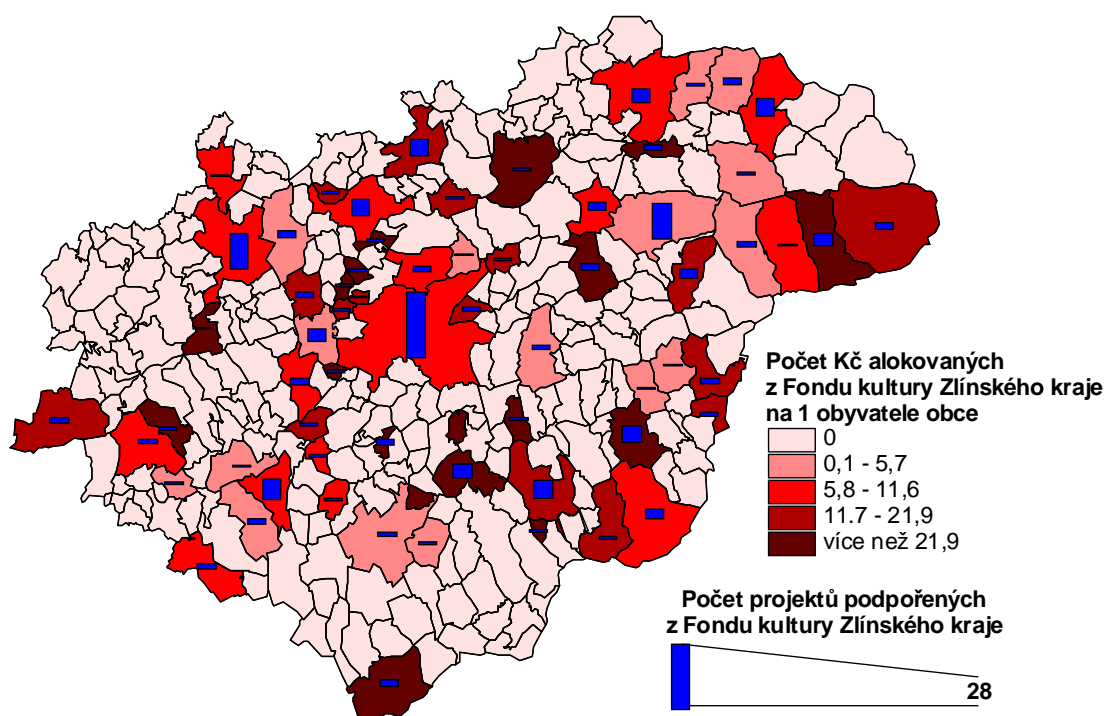 Počet Kč alokovaných
z Fondu kultury Zlínského kraje
na 1 obyvatele obce
0
0,1 - 5,7
5,8 - 11,6
11.7 - 21,9
více než 21,9
Počet projektů podpořených
z Fondu kultury Zlínského kraje
28